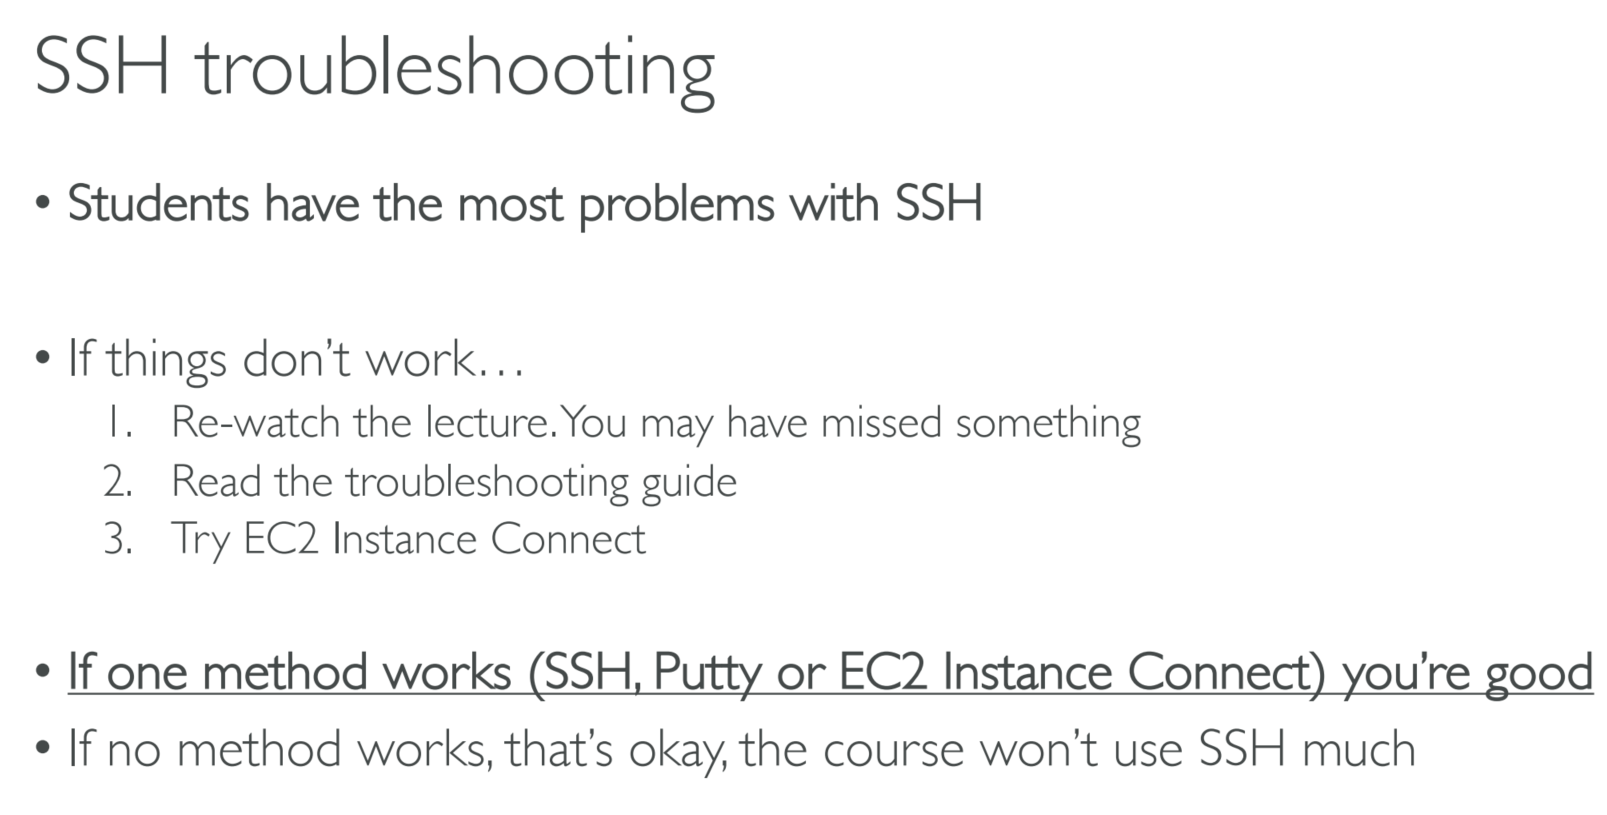 SSH troubleshooting
• Students have the most problems with SSH
• If things don’t work…
1. Re-watch the lecture. You may have missed something
2. Read the troubleshooting guide
3. Try EC2 Instance Connect
• If one method works (SSH, Putty or EC2 Instance Connect) you’re good
• If no method works, that’s okay, the course won’t use SSH much